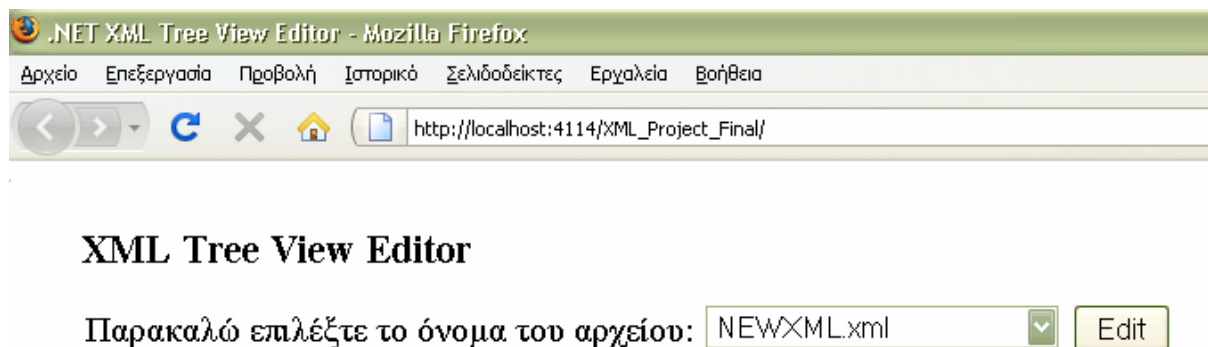 .NET XML Tree View Editor - Mozilla Firefox
Αρχείο Επεξεργασία Προβολή Ιστορικό Σελιδοδείκτες Εργαλεία Βοήθεια
http://localhost:4114/XML_Project_Final/
XML Tree View Editor
Παρακαλώ επιλέξτε το όνομα του αρχείου: NEWXML.xml Edit